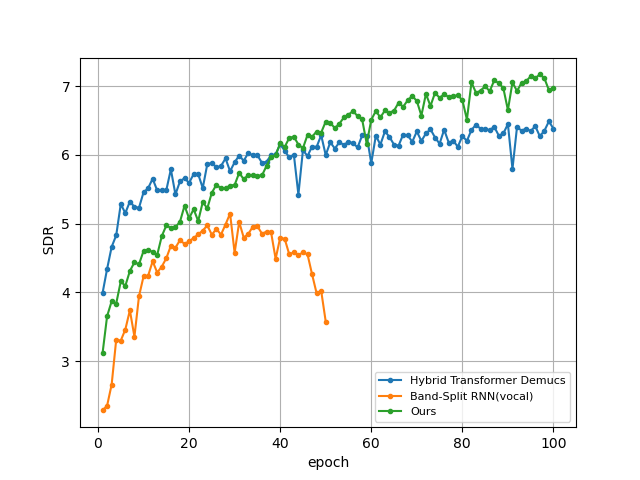 SDR
7
6
5
4
3
0 20 40 60 80 100
epoch
Hybrid Transformer Demucs
Band-Split RNN(vocal)
Ours